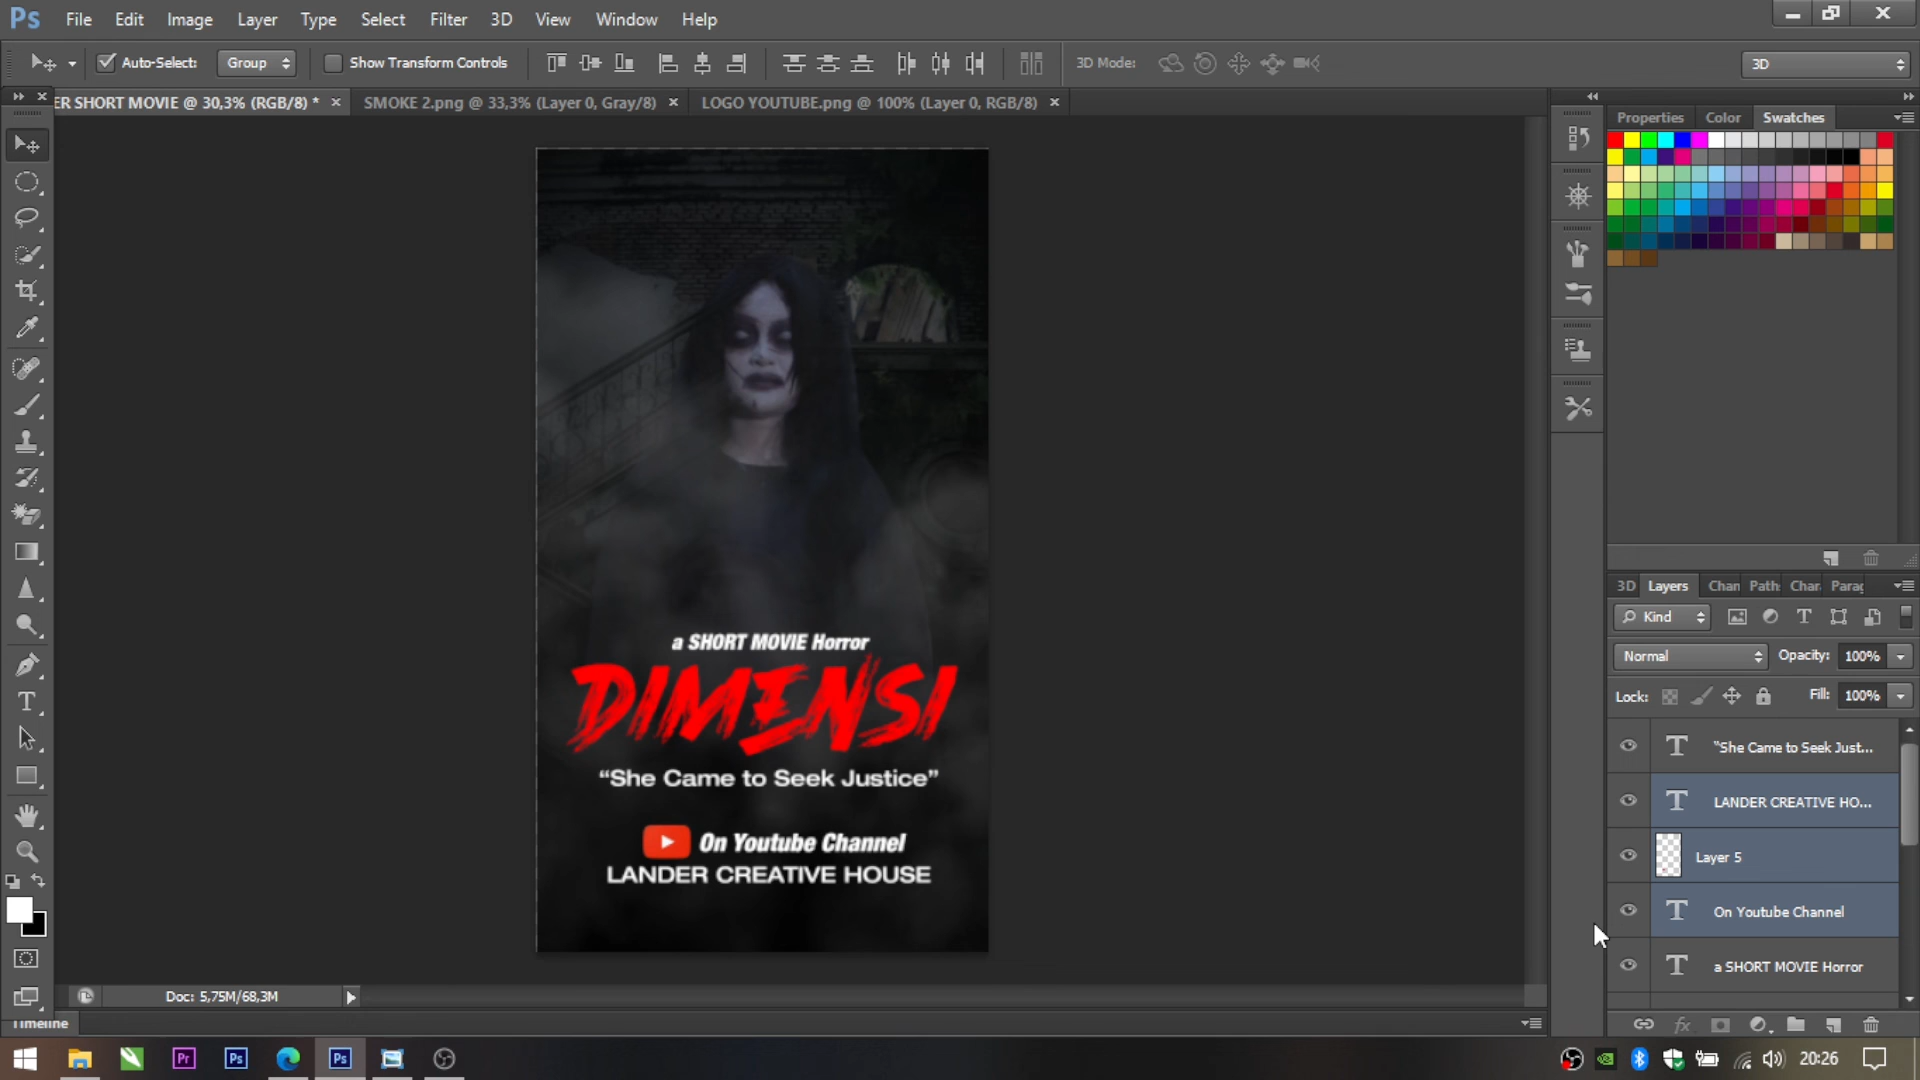 Ps File Edit Image Layer Type Select Filter 3D View Window Help
Auto-Select: Group Show Transform Controls 3D Mode: 3D
ER SHORT MOVIE @ 30,3% (RGB/8) * SMOKE 2.png @ 33,3% (Layer 0, Gray/8) LOGO YOUTUBE.png @ 100% (Layer 0, RGB/8)
Properties Color Swatches
a SHORT MOVIE Horror
DIMENSI
“She Came to Seek Justice”
On Youtube Channel
LANDER CREATIVE HOUSE
3D Layers Chan Path: Char. Parag
Kind
Normal Opacity: 100%
Lock: Fill: 100%
“She Came to Seek Just...
LANDER CREATIVE HO...
Layer 5
On Youtube Channel
a SHORT MOVIE Horror
Doc: 5,75M/68,3M
Timeline
Pr Ps Ps 20:26